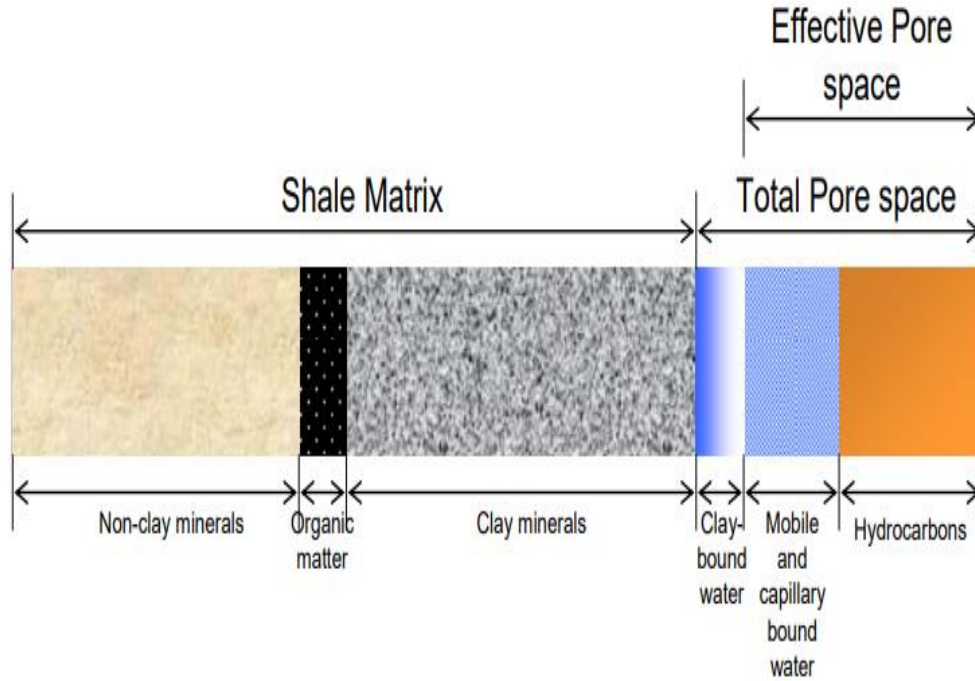 Effective Pore
space
Shale Matrix
Total Pore space
Non-clay minerals
Organic
matter
Clay minerals
Clay-
bound
water
Mobile
and
capillary
bound
water
Hydrocarbons